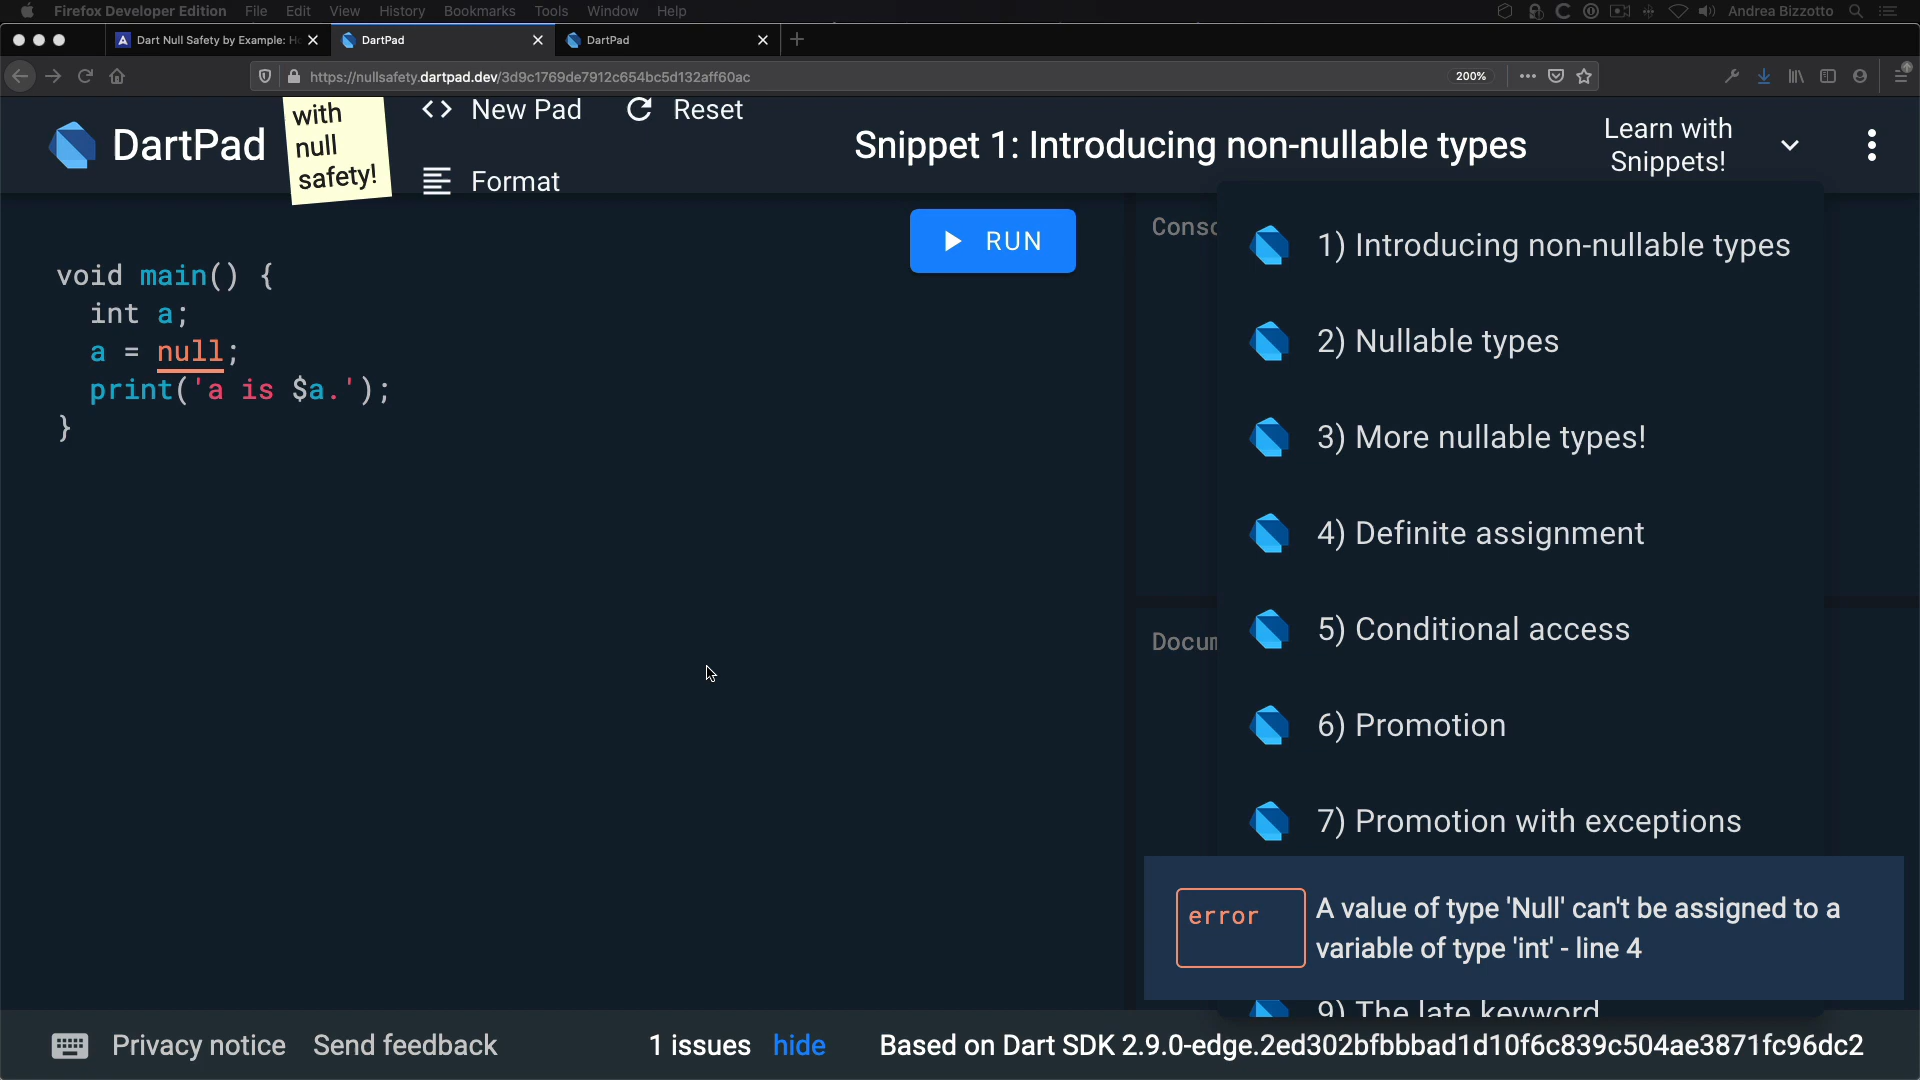 Firefox Developer Edition File Edit View History Bookmarks Tools Window Help Andrea Bizzotto
Dart Null Safety by Example: H DartPad DartPad
https://nullsafety.dartpad.dev/3d9c1769de7912c654bc5d132aff60ac 200%
DartPad
with
null
safety!
New Pad Reset
Format
Snippet 1: Introducing non-nullable types
Learn with
Snippets!
RUN
void main() {
int a;
a = null;
print('a is $a.');
}
Conso
Docum
1) Introducing non-nullable types
2) Nullable types
3) More nullable types!
4) Definite assignment
5) Conditional access
6) Promotion
7) Promotion with exceptions
error
A value of type 'Null' can't be assigned to a
variable of type 'int' - line 4
9) The late keyword
Privacy notice Send feedback 1 issues hide Based on Dart SDK 2.9.0-edge.2ed302bfbbbad1d10f6c839c504ae3871fc96dc2